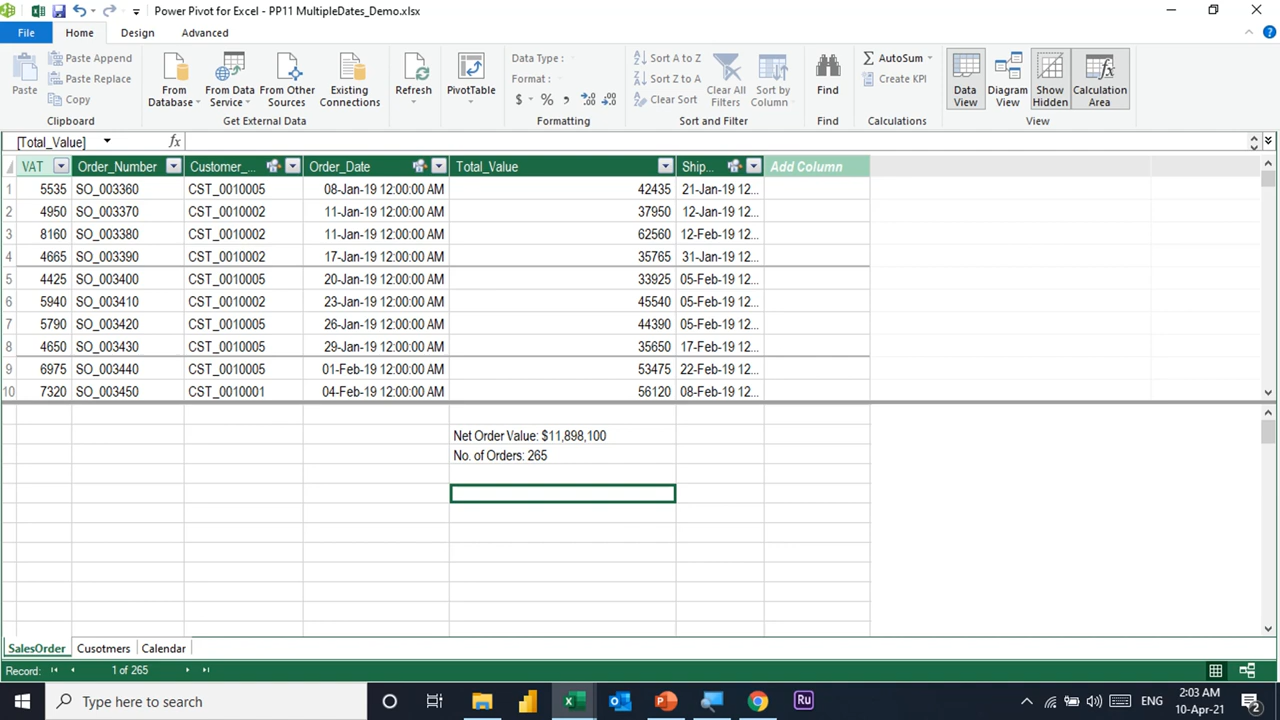 Power Pivot for Excel - PP11 MultipleDates_Demo.xlsx
File Home Design Advanced
Paste
Paste Append
Paste Replace
Copy
Clipboard
From Database
From Data Service
From Other Sources
Existing Connections
Get External Data
Refresh
PivotTable
Data Type :
Format :
$ % ,
Formatting
Sort A to Z
Sort Z to A
Clear Sort
Clear All Filters
Sort by Column
Sort and Filter
Find
Find
AutoSum
Create KPI
Calculations
Data View
Diagram View
Show Hidden
Calculation Area
View
[Total_Value] fx
VAT Order_Number Customer_... Order_Date Total_Value Ship... Add Column
1 5535 SO_003360 CST_0010005 08-Jan-19 12:00:00 AM 42435 21-Jan-19 12...
2 4950 SO_003370 CST_0010002 11-Jan-19 12:00:00 AM 37950 12-Jan-19 12...
3 8160 SO_003380 CST_0010002 11-Jan-19 12:00:00 AM 62560 12-Feb-19 12...
4 4665 SO_003390 CST_0010002 17-Jan-19 12:00:00 AM 35765 31-Jan-19 12...
5 4425 SO_003400 CST_0010005 20-Jan-19 12:00:00 AM 33925 05-Feb-19 12...
6 5940 SO_003410 CST_0010002 23-Jan-19 12:00:00 AM 45540 05-Feb-19 12...
7 5790 SO_003420 CST_0010005 26-Jan-19 12:00:00 AM 44390 05-Feb-19 12...
8 4650 SO_003430 CST_0010005 29-Jan-19 12:00:00 AM 35650 17-Feb-19 12...
9 6975 SO_003440 CST_0010005 01-Feb-19 12:00:00 AM 53475 22-Feb-19 12...
10 7320 SO_003450 CST_0010001 04-Feb-19 12:00:00 AM 56120 08-Feb-19 12...
Net Order Value: $11,898,100
No. of Orders: 265
SalesOrder Cusotmers Calendar
Record: 1 of 265
Type here to search
Ru
ENG
2:03 AM
10-Apr-21
2